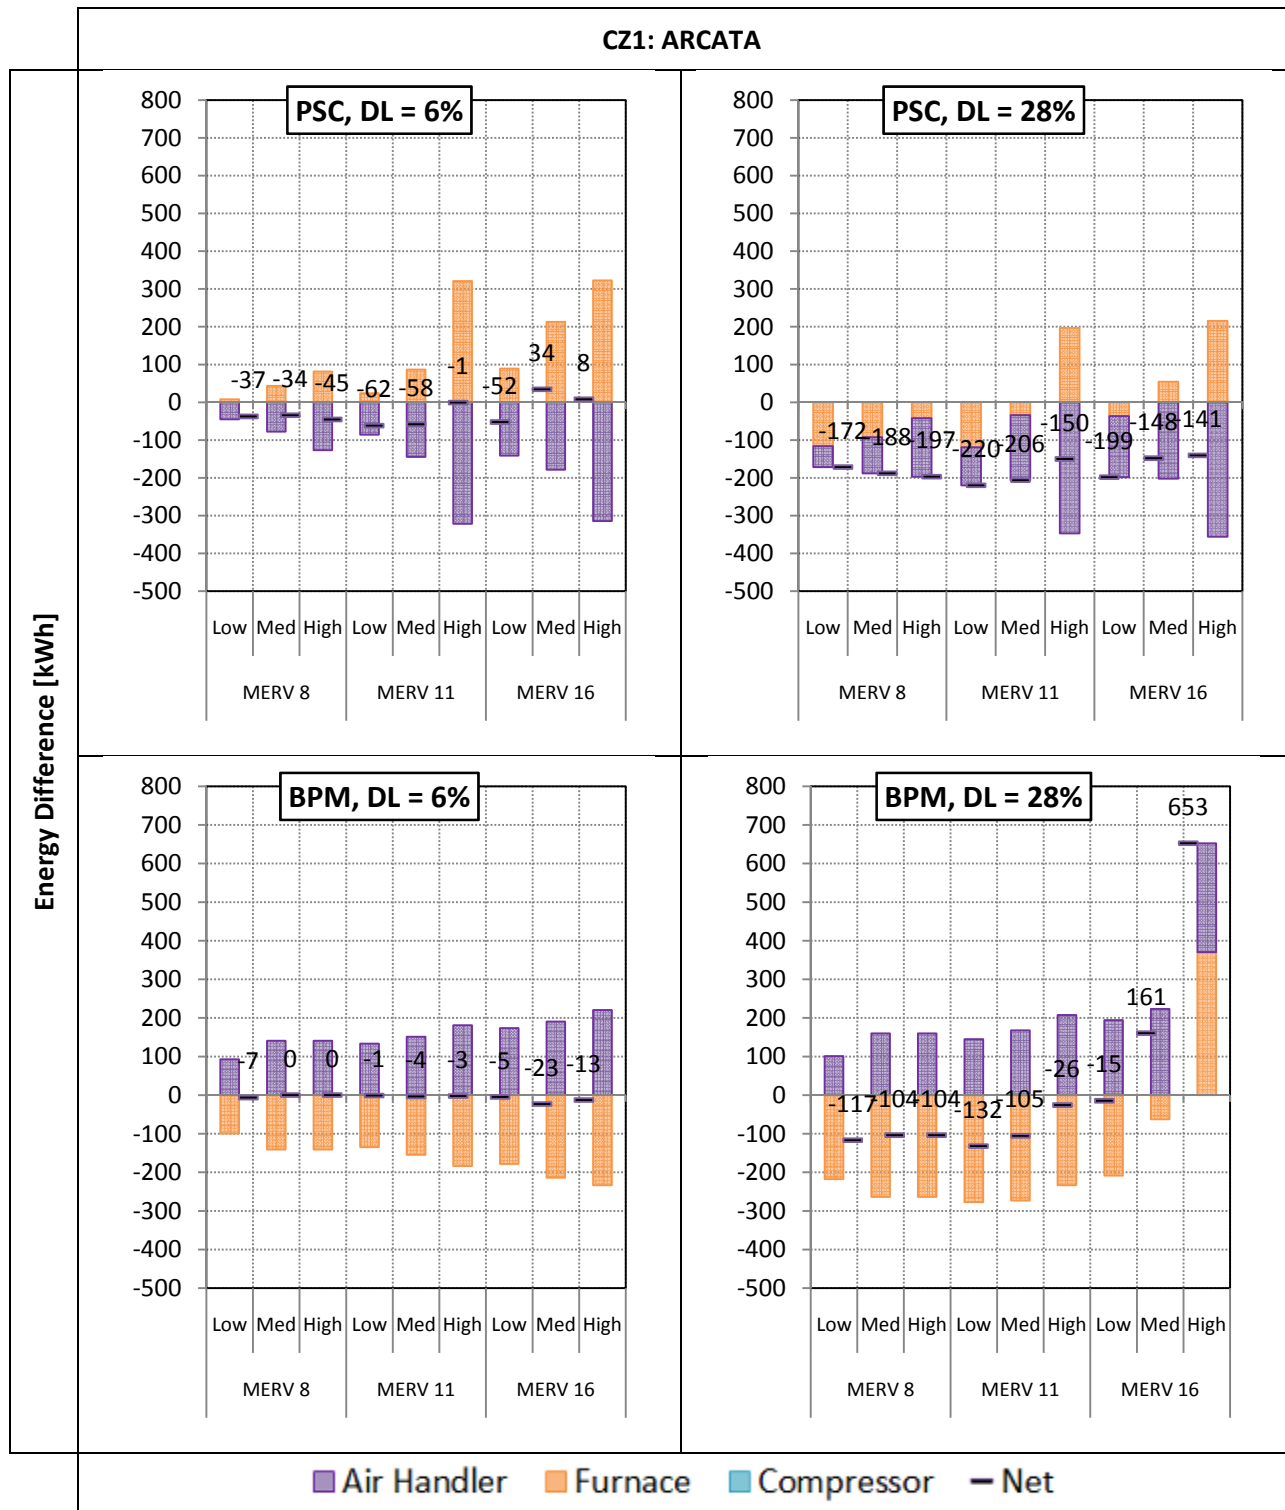 CZ1: ARCATA
Energy Difference [kWh]
PSC, DL = 6%
800
700
600
500
400
300
200
100
0
-100
-200
-300
-400
-500
-37 -34 -45 -62 -58 -1 -52 34 8
Low Med High Low Med High Low Med High
MERV 8 MERV 11 MERV 16
PSC, DL = 28%
800
700
600
500
400
300
200
100
0
-100
-200
-300
-400
-500
-172 -188 -197 -220 -206 -150 -199 -148 -141
Low Med High Low Med High Low Med High
MERV 8 MERV 11 MERV 16
BPM, DL = 6%
800
700
600
500
400
300
200
100
0
-100
-200
-300
-400
-500
-7 0 0 -1 -4 -3 -5 -23 -13
Low Med High Low Med High Low Med High
MERV 8 MERV 11 MERV 16
BPM, DL = 28%
800
700
600
500
400
300
200
100
0
-100
-200
-300
-400
-500
-117 -104 -104 -132 -105 -26 -15 161 653
Low Med High Low Med High Low Med High
MERV 8 MERV 11 MERV 16
Air Handler Furnace Compressor Net